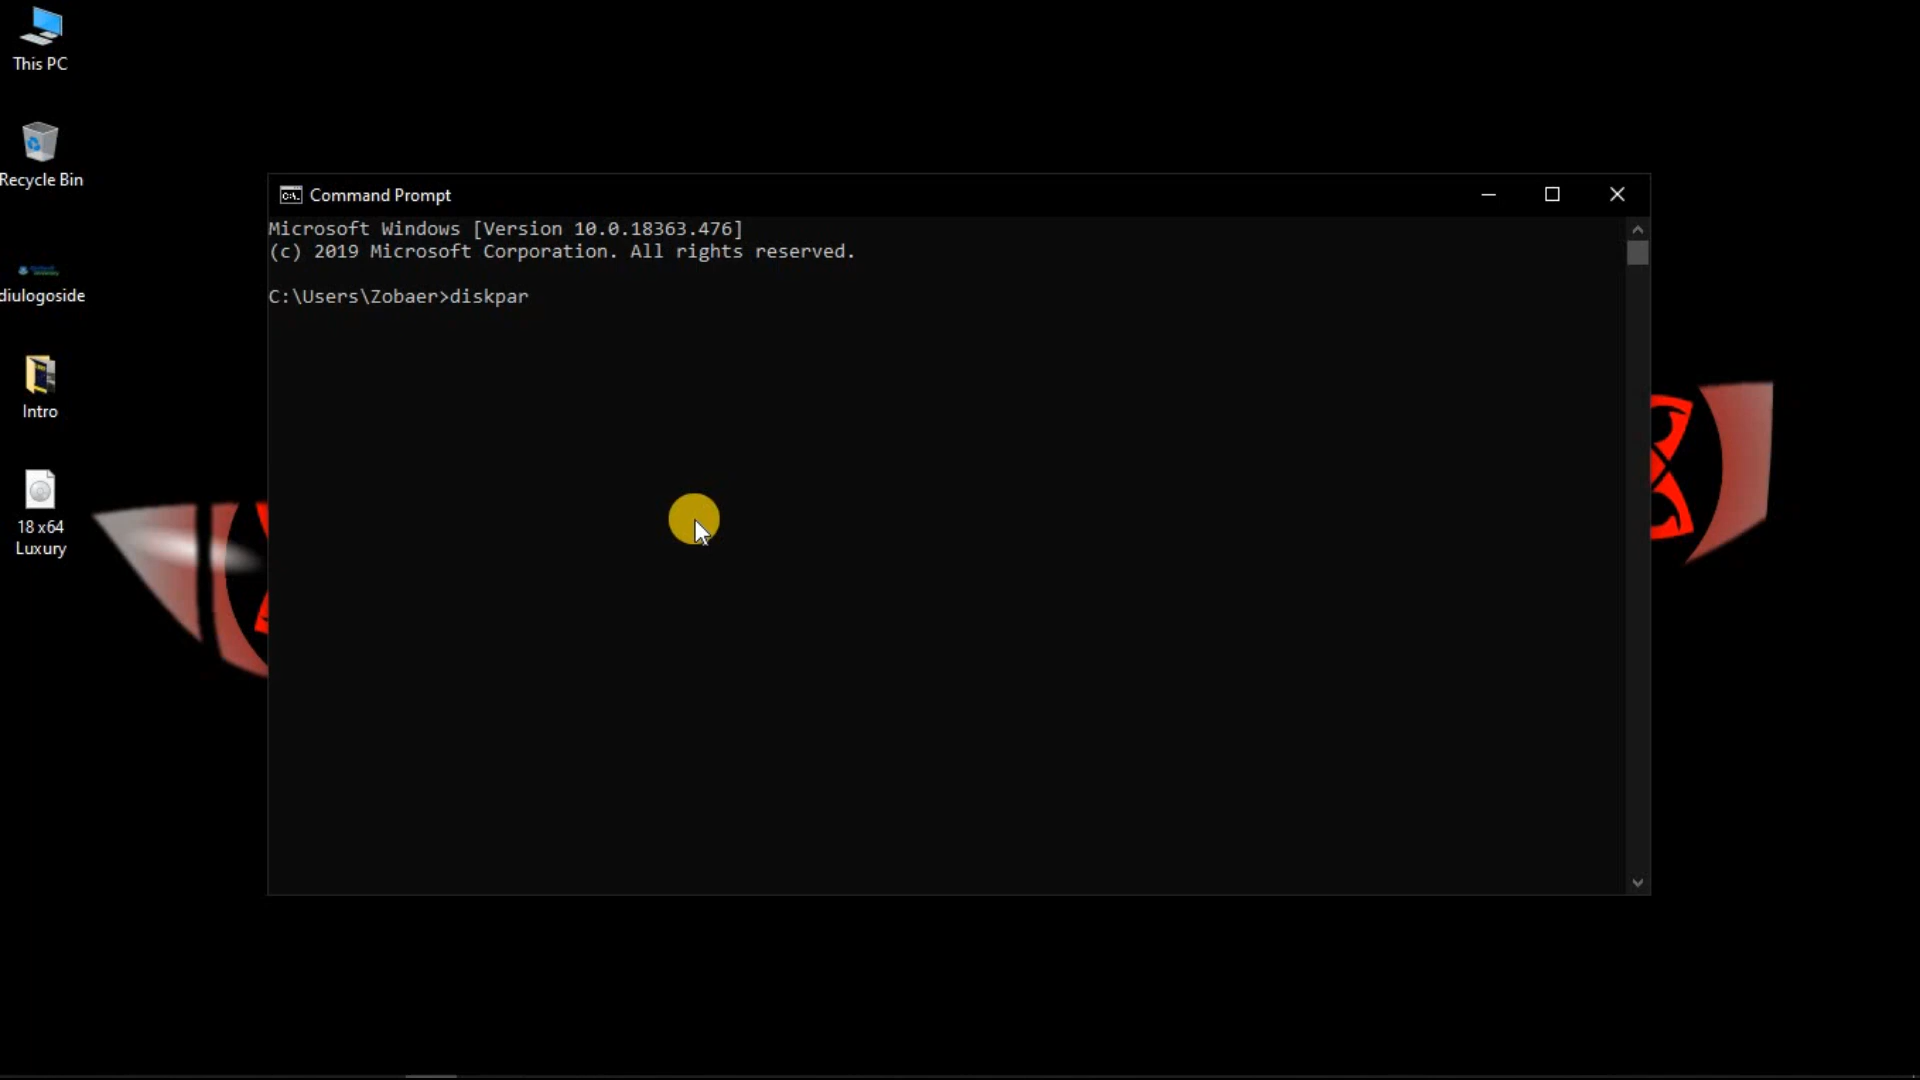 This PC
Recycle Bin
diulogoside
Intro
18 x64
Luxury
Command Prompt
Microsoft Windows [Version 10.0.18363.476]
(c) 2019 Microsoft Corporation. All rights reserved.
C:\Users\Zobaer>diskpar